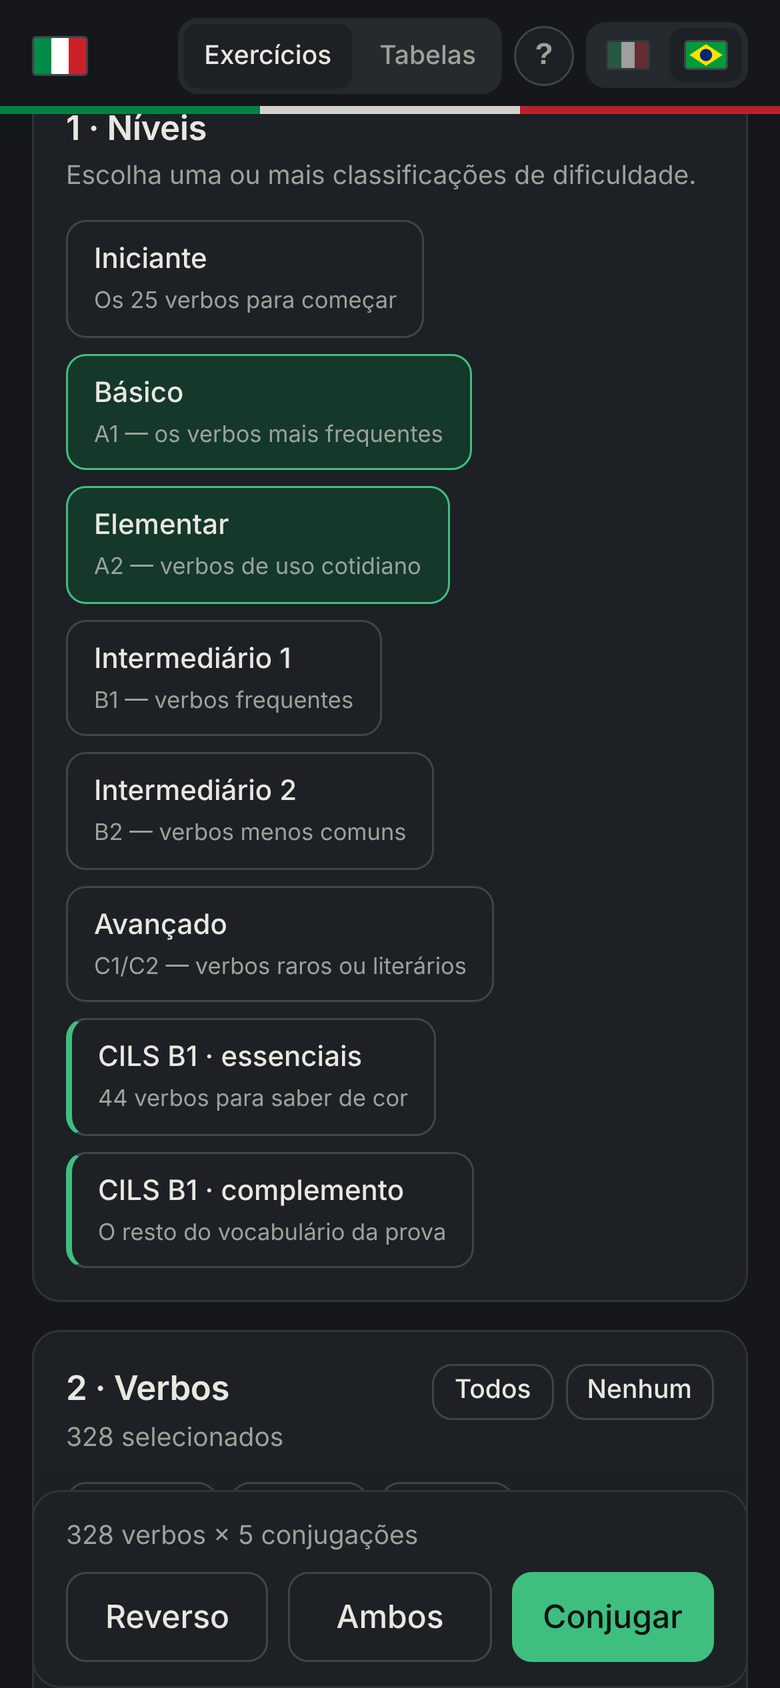 Exercícios
Tabelas
?
1 · Níveis
Escolha uma ou mais classificações de dificuldade.
Iniciante
Os 25 verbos para começar
Básico
A1 — os verbos mais frequentes
Elementar
A2 — verbos de uso cotidiano
Intermediário 1
B1 — verbos frequentes
Intermediário 2
B2 — verbos menos comuns
Avançado
C1/C2 — verbos raros ou literários
CILS B1 · essenciais
44 verbos para saber de cor
CILS B1 · complemento
O resto do vocabulário da prova
2 · Verbos
Todos
Nenhum
328 selecionados
328 verbos × 5 conjugações
Reverso
Ambos
Conjugar